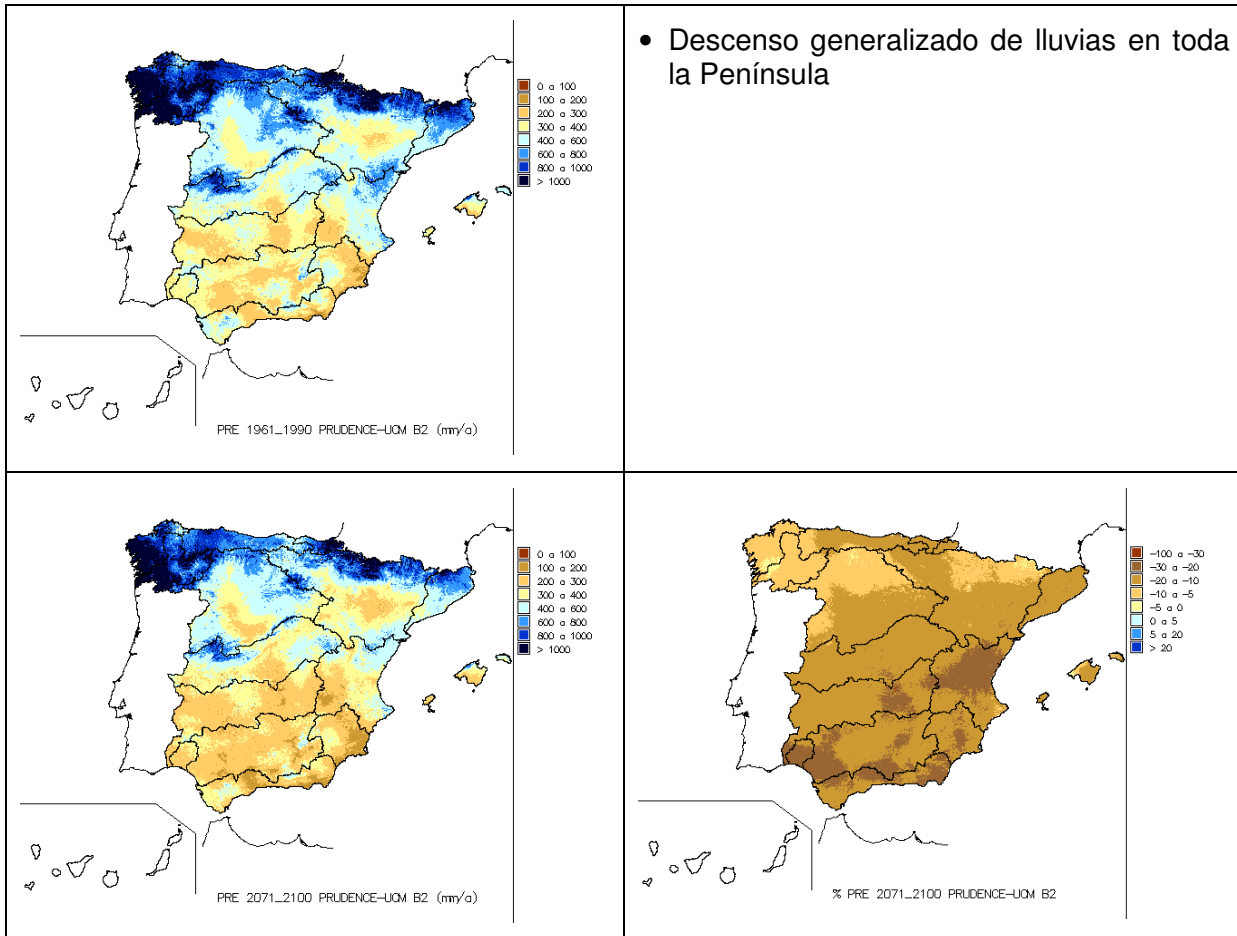 0 a 100
100 a 200
200 a 300
300 a 400
400 a 600
600 a 800
800 a 1000
> 1000
PRE 1961_1990 PRUDENCE-UCM B2 (mm/a)
• Descenso generalizado de lluvias en toda
la Península
0 a 100
100 a 200
200 a 300
300 a 400
400 a 600
600 a 800
800 a 1000
> 1000
PRE 2071_2100 PRUDENCE-UCM B2 (mm/a)
-100 a -30
-30 a -20
-20 a -10
-10 a -5
-5 a 0
0 a 5
5 a 20
> 20
% PRE 2071_2100 PRUDENCE-UCM B2